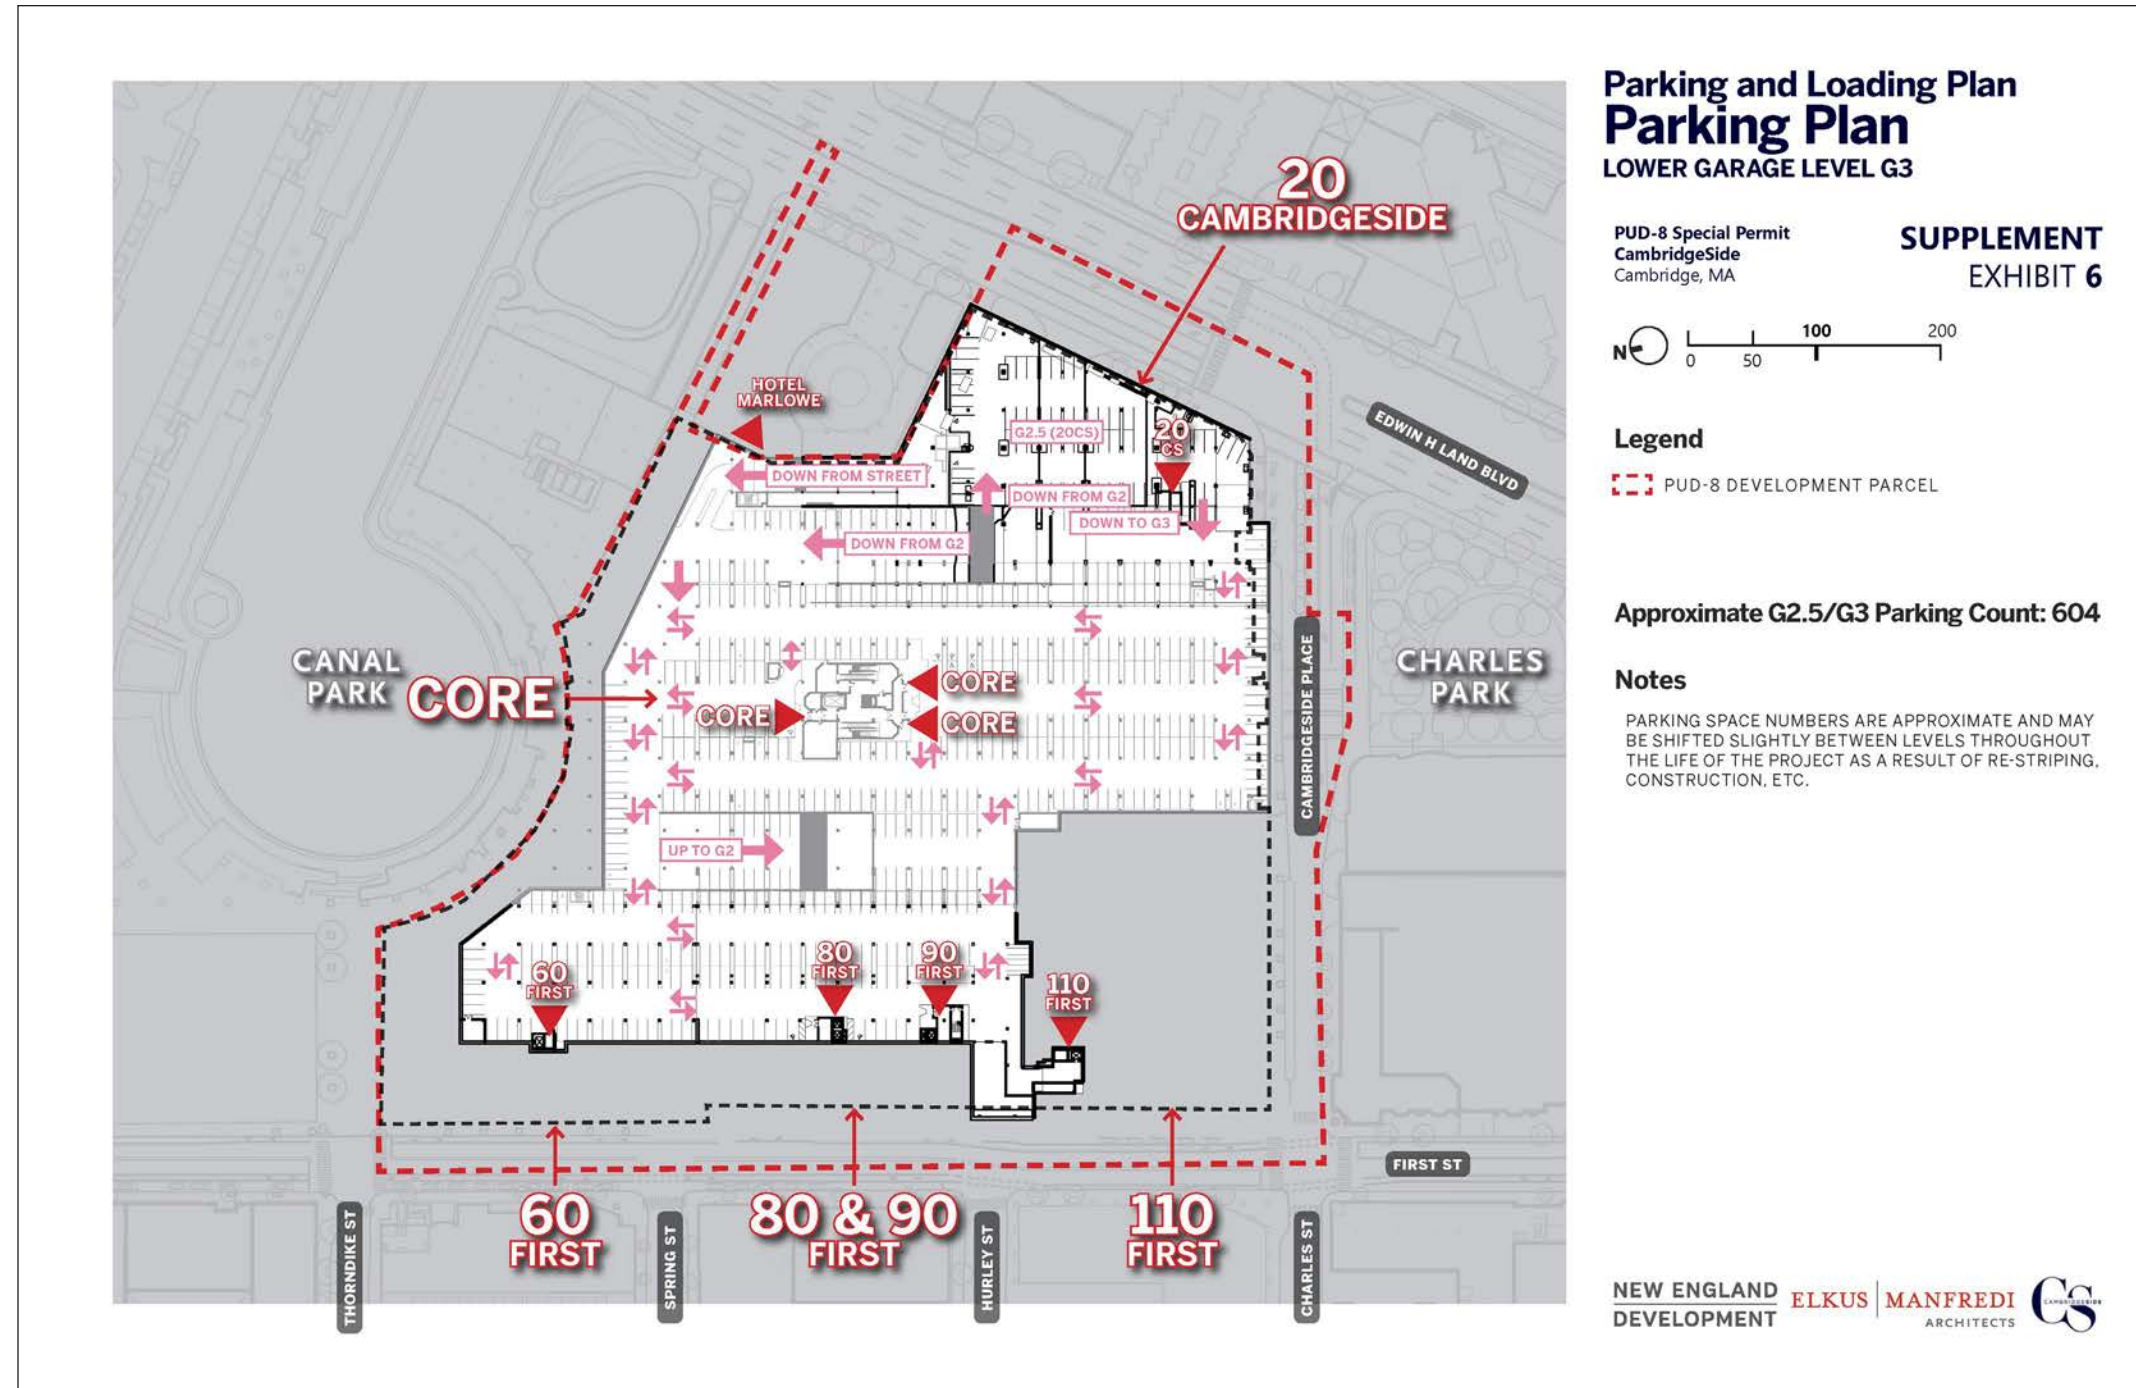 Parking and Loading Plan
Parking Plan
LOWER GARAGE LEVEL G3
PUD-8 Special Permit
CambridgeSide
Cambridge, MA
SUPPLEMENT
EXHIBIT 6
N
0
50
100
200
Legend
PUD-8 DEVELOPMENT PARCEL
Approximate G2.5/G3 Parking Count: 604
Notes
PARKING SPACE NUMBERS ARE APPROXIMATE AND MAY
BE SHIFTED SLIGHTLY BETWEEN LEVELS THROUGHOUT
THE LIFE OF THE PROJECT AS A RESULT OF RE-STRIPING,
CONSTRUCTION, ETC.
20
CAMBRIDGESIDE
HOTEL
MARLOWE
G2.5 (20CS)
20
CS
EDWIN H LAND BLVD
DOWN FROM STREET
DOWN FROM G2
DOWN TO G3
DOWN FROM G2
CANAL
PARK
CORE
CORE
CORE
CORE
CAMBRIDGESIDE PLACE
CHARLES
PARK
UP TO G2
60
FIRST
80
FIRST
90
FIRST
110
FIRST
FIRST ST
60
FIRST
80 & 90
FIRST
110
FIRST
THORNDIKE ST
SPRING ST
HURLEY ST
CHARLES ST
NEW ENGLAND
DEVELOPMENT
ELKUS | MANFREDI
ARCHITECTS
CS
CAMBRIDGESIDE